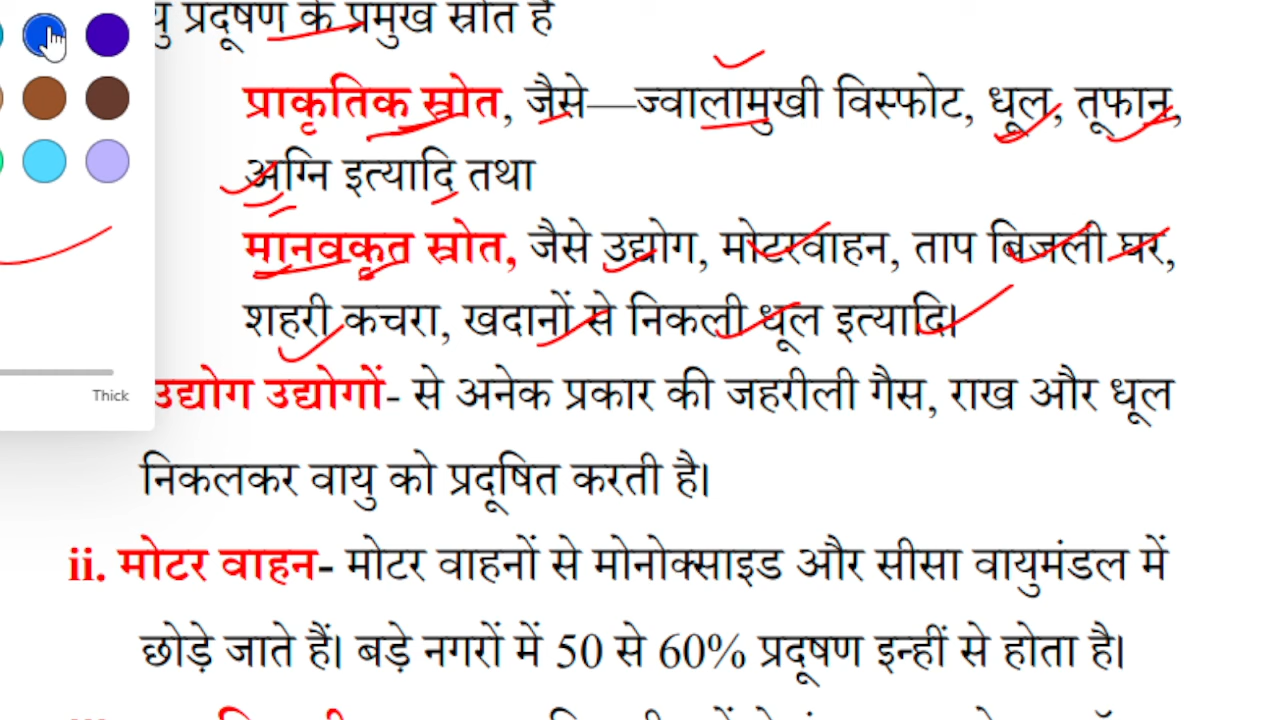 यु प्रदूषण के प्रमुख स्रोत है
प्राकृतिक स्रोत, जैसे—ज्वालामुखी विस्फोट, धूल, तूफान,
अग्नि इत्यादि तथा
मानवकृत स्रोत, जैसे उद्योग, मोटरवाहन, ताप बिजली घर,
शहरी कचरा, खदानों से निकली धूल इत्यादि।
Thick
उद्योग उद्योगों- से अनेक प्रकार की जहरीली गैस, राख और धूल
निकलकर वायु को प्रदूषित करती है।
ii. मोटर वाहन- मोटर वाहनों से मोनोक्साइड और सीसा वायुमंडल में
छोड़े जाते हैं। बड़े नगरों में 50 से 60% प्रदूषण इन्हीं से होता है।